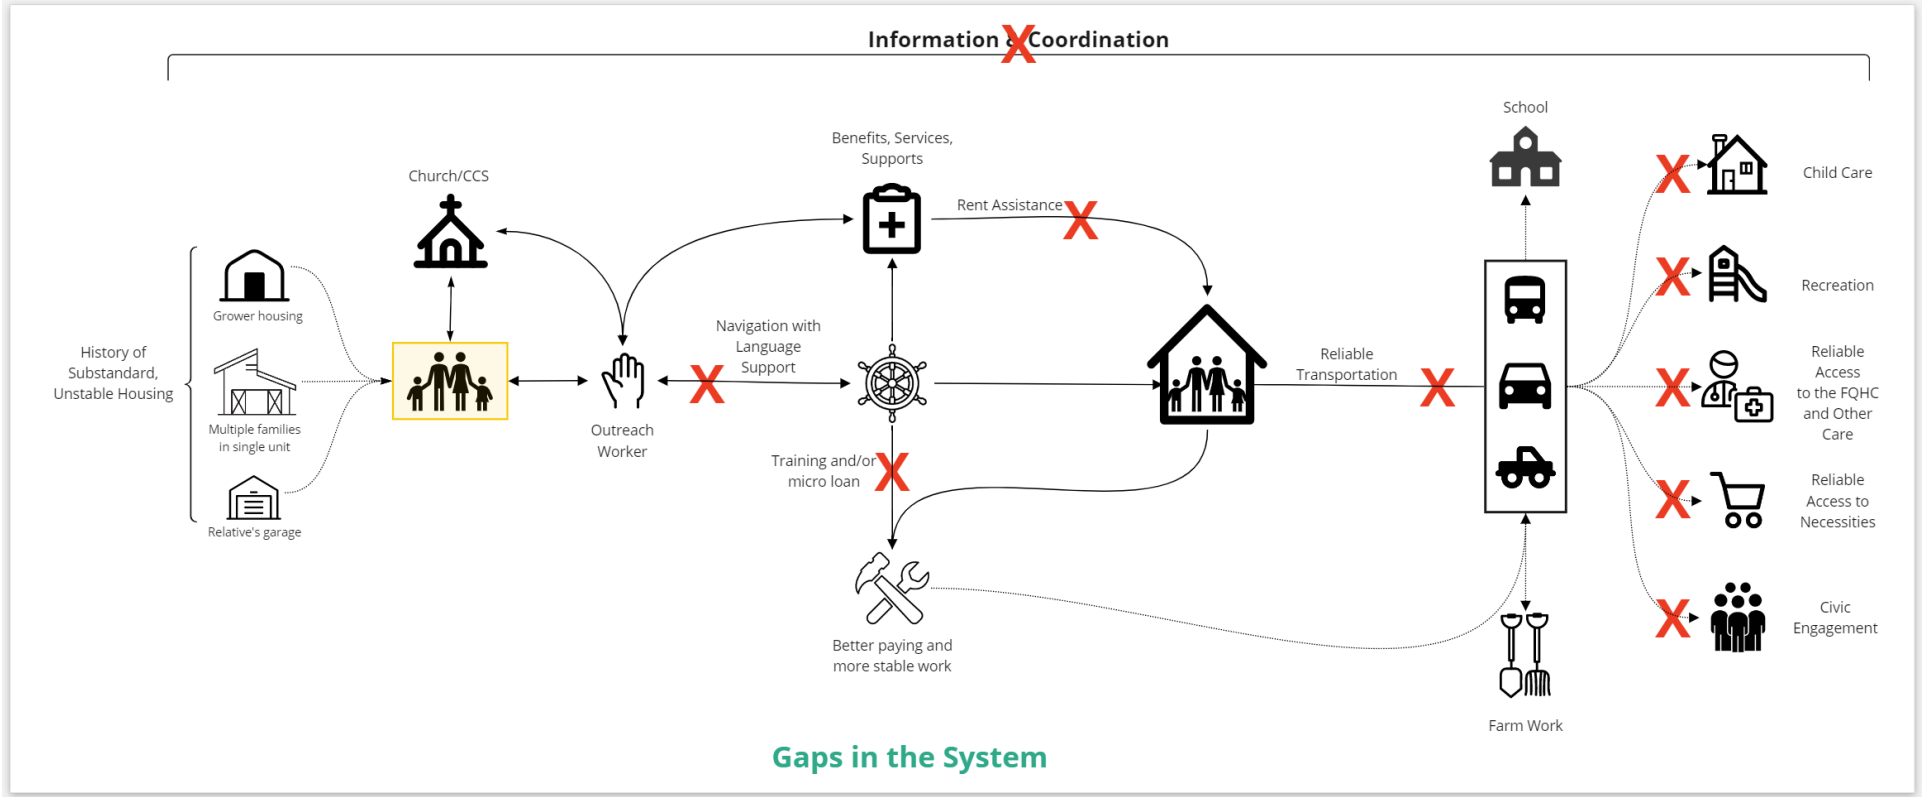 Information & Coordination
School
Benefits, Services,
Supports
Church/CCS
Child Care
Rent Assistance
Recreation
Grower housing
Navigation with
Language
Support
History of
Substandard,
Unstable Housing
Reliable
Transportation
Reliable
Access
to the FQHC
and Other
Care
Multiple families
in single unit
Outreach
Worker
Training and/or
micro loan
Reliable
Access to
Necessities
Relative's garage
Civic
Engagement
Better paying and
more stable work
Farm Work
Gaps in the System